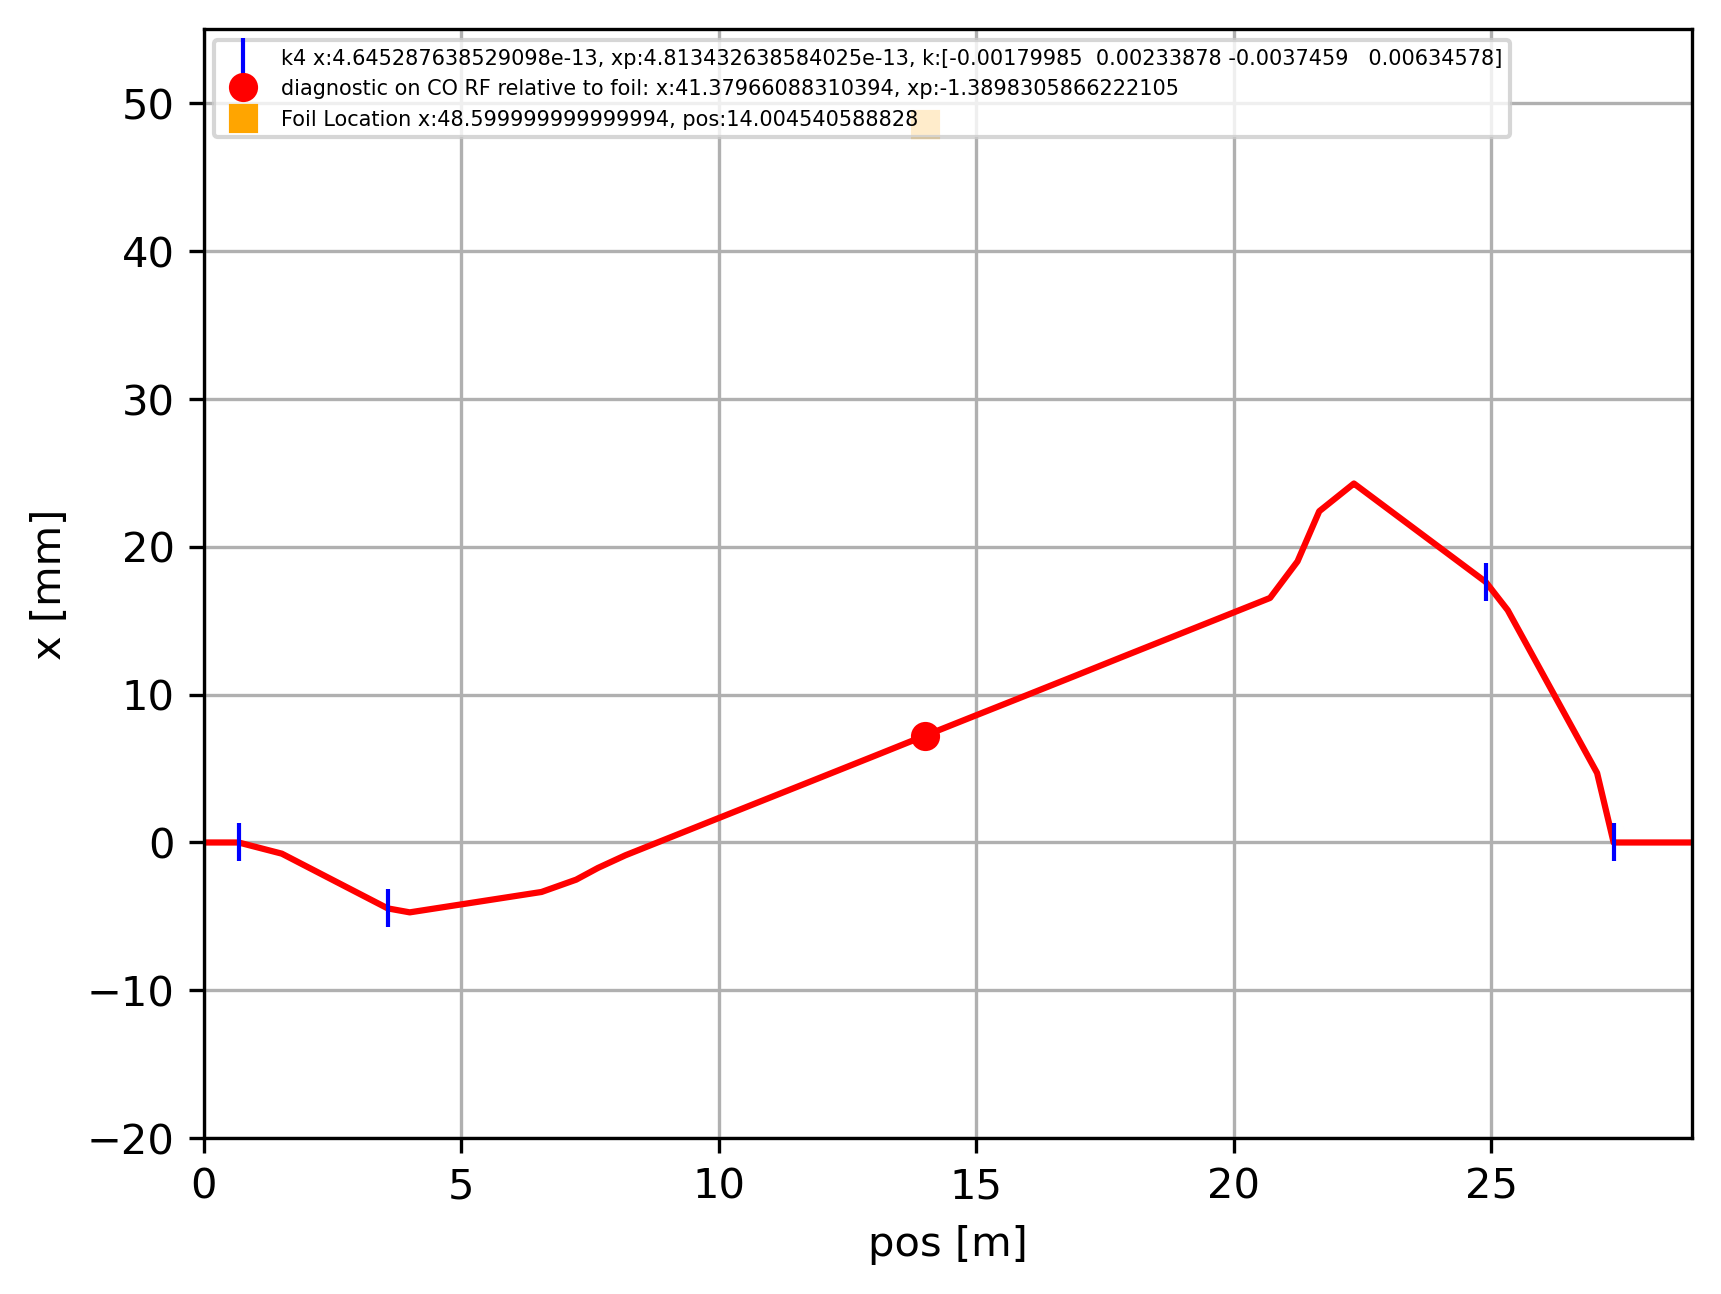 k4 x:4.645287638529098e-13, xp:4.813432638584025e-13, k:[-0.00179985  0.00233878 -0.0037459   0.00634578]
diagnostic on CO RF relative to foil: x:41.37966088310394, xp:-1.3898305866222105
Foil Location x:48.599999999999994, pos:14.004540588828
50
40
30
20
10
0
−10
−20
x [mm]
0 5 10 15 20 25
pos [m]